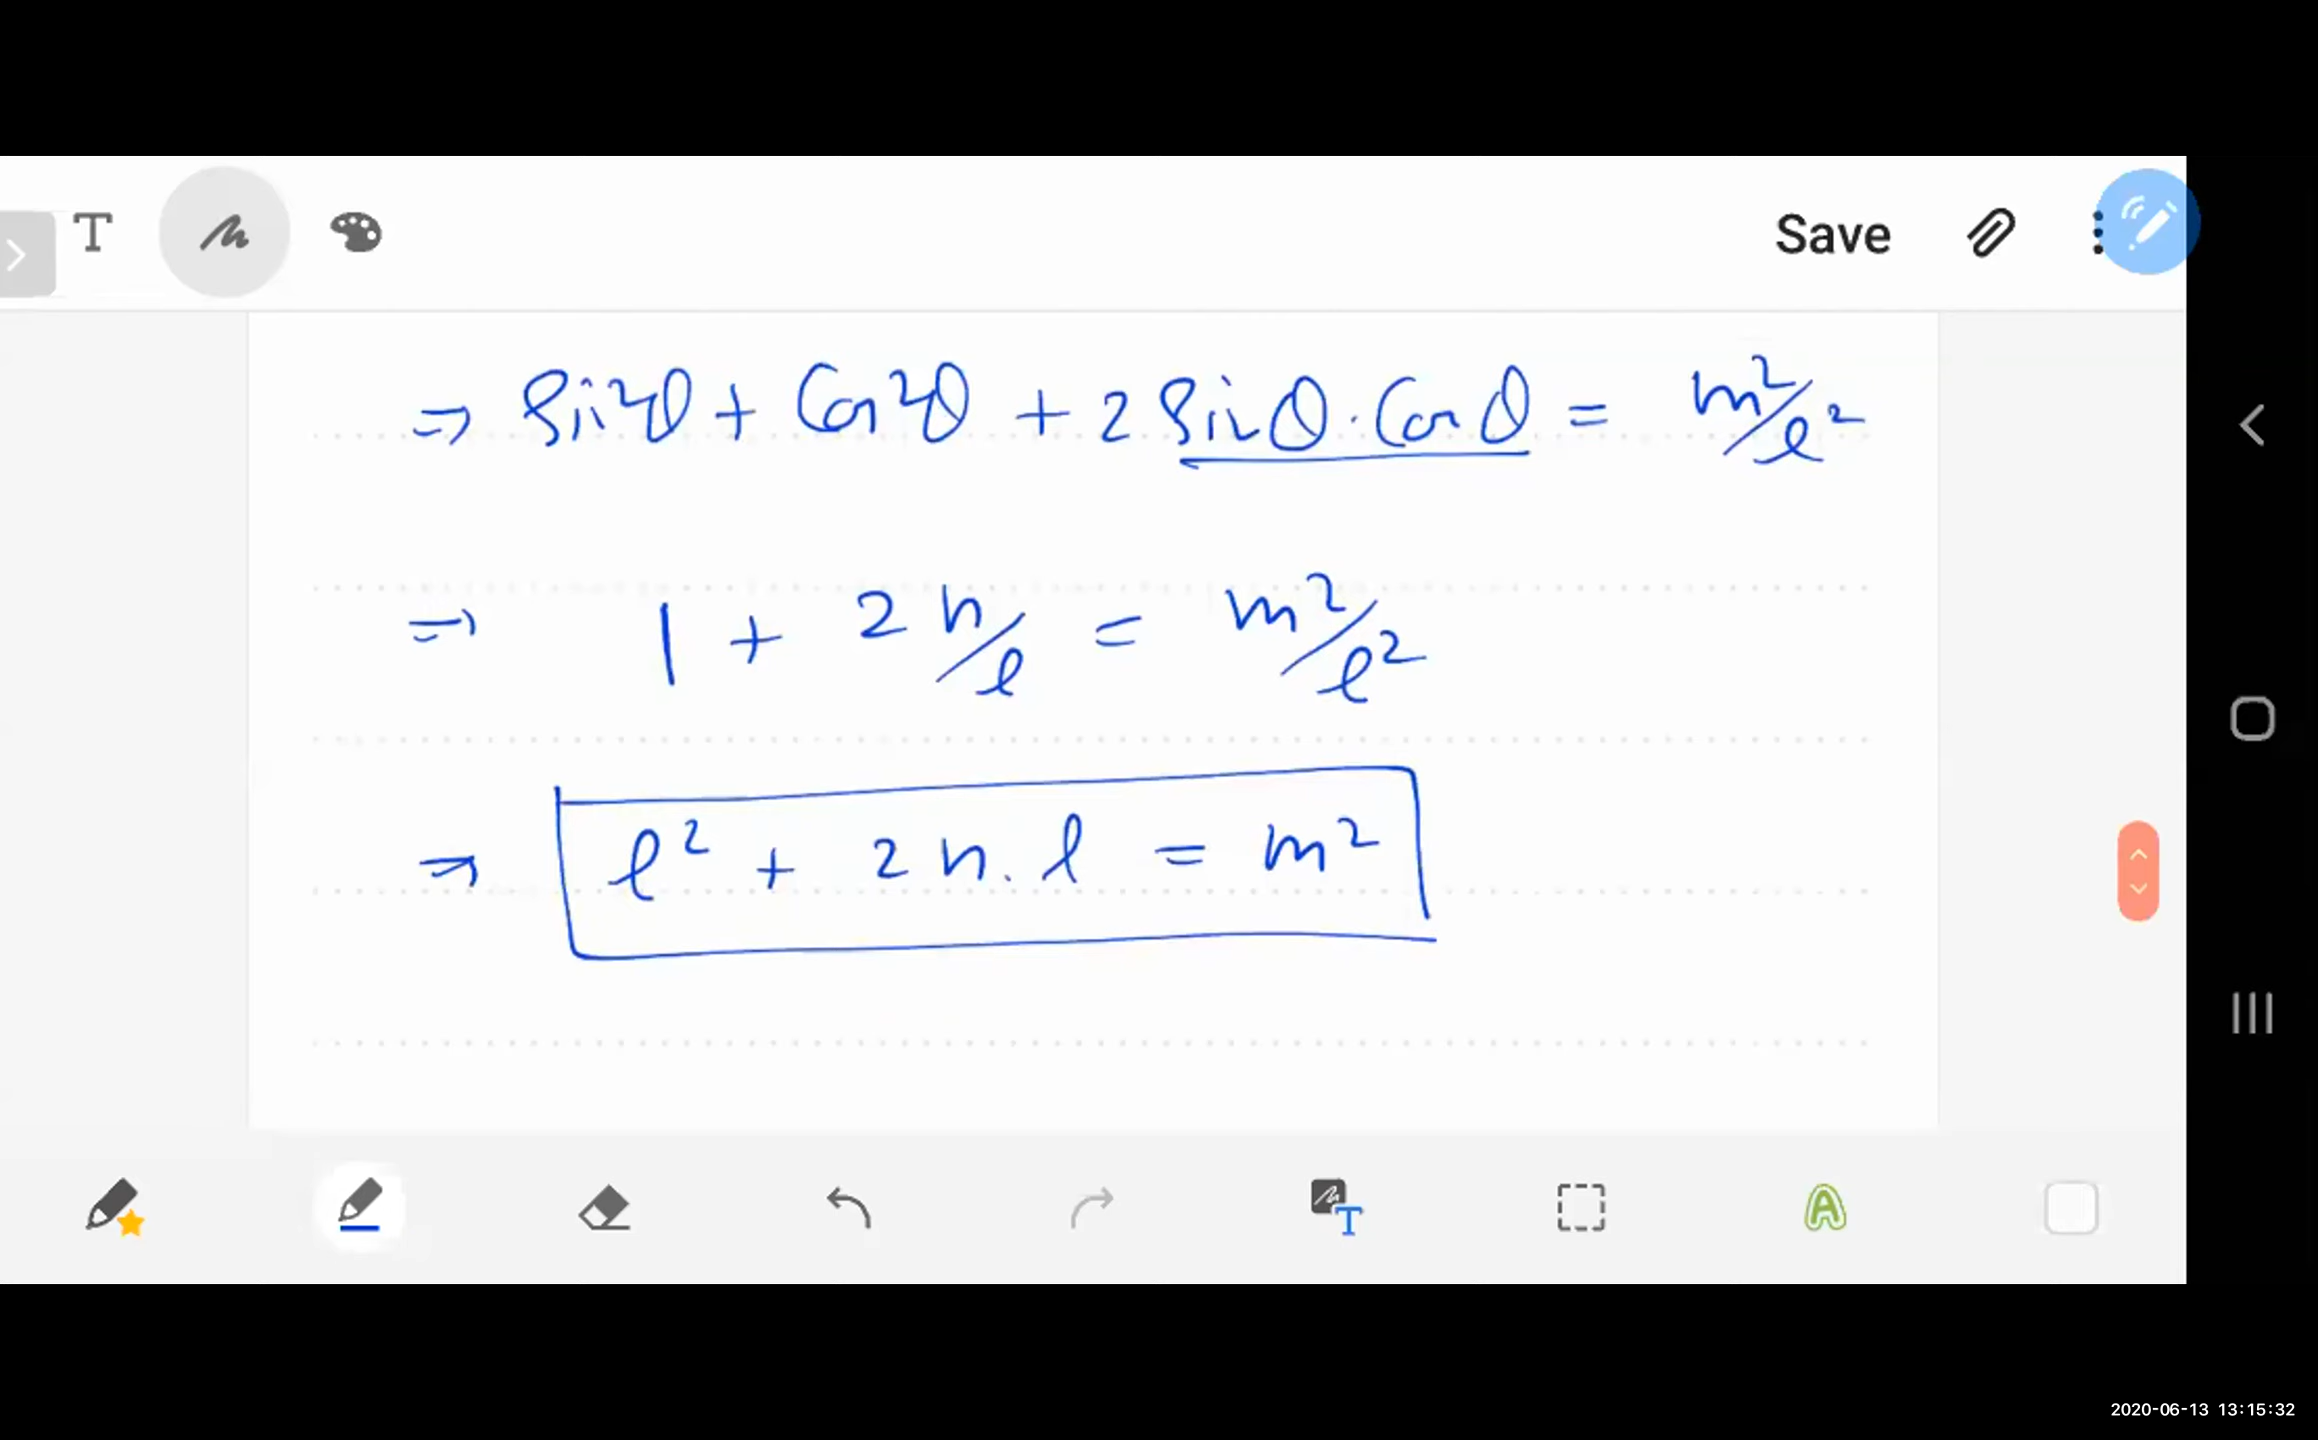 T Save
⇒ Sin²θ + Cos²θ + 2 Sinθ . Cosθ = m²/l²
⇒ 1 + 2 n/l = m²/l²
⇒ l² + 2 n . l = m²
T A
2020-06-13 13:15:32